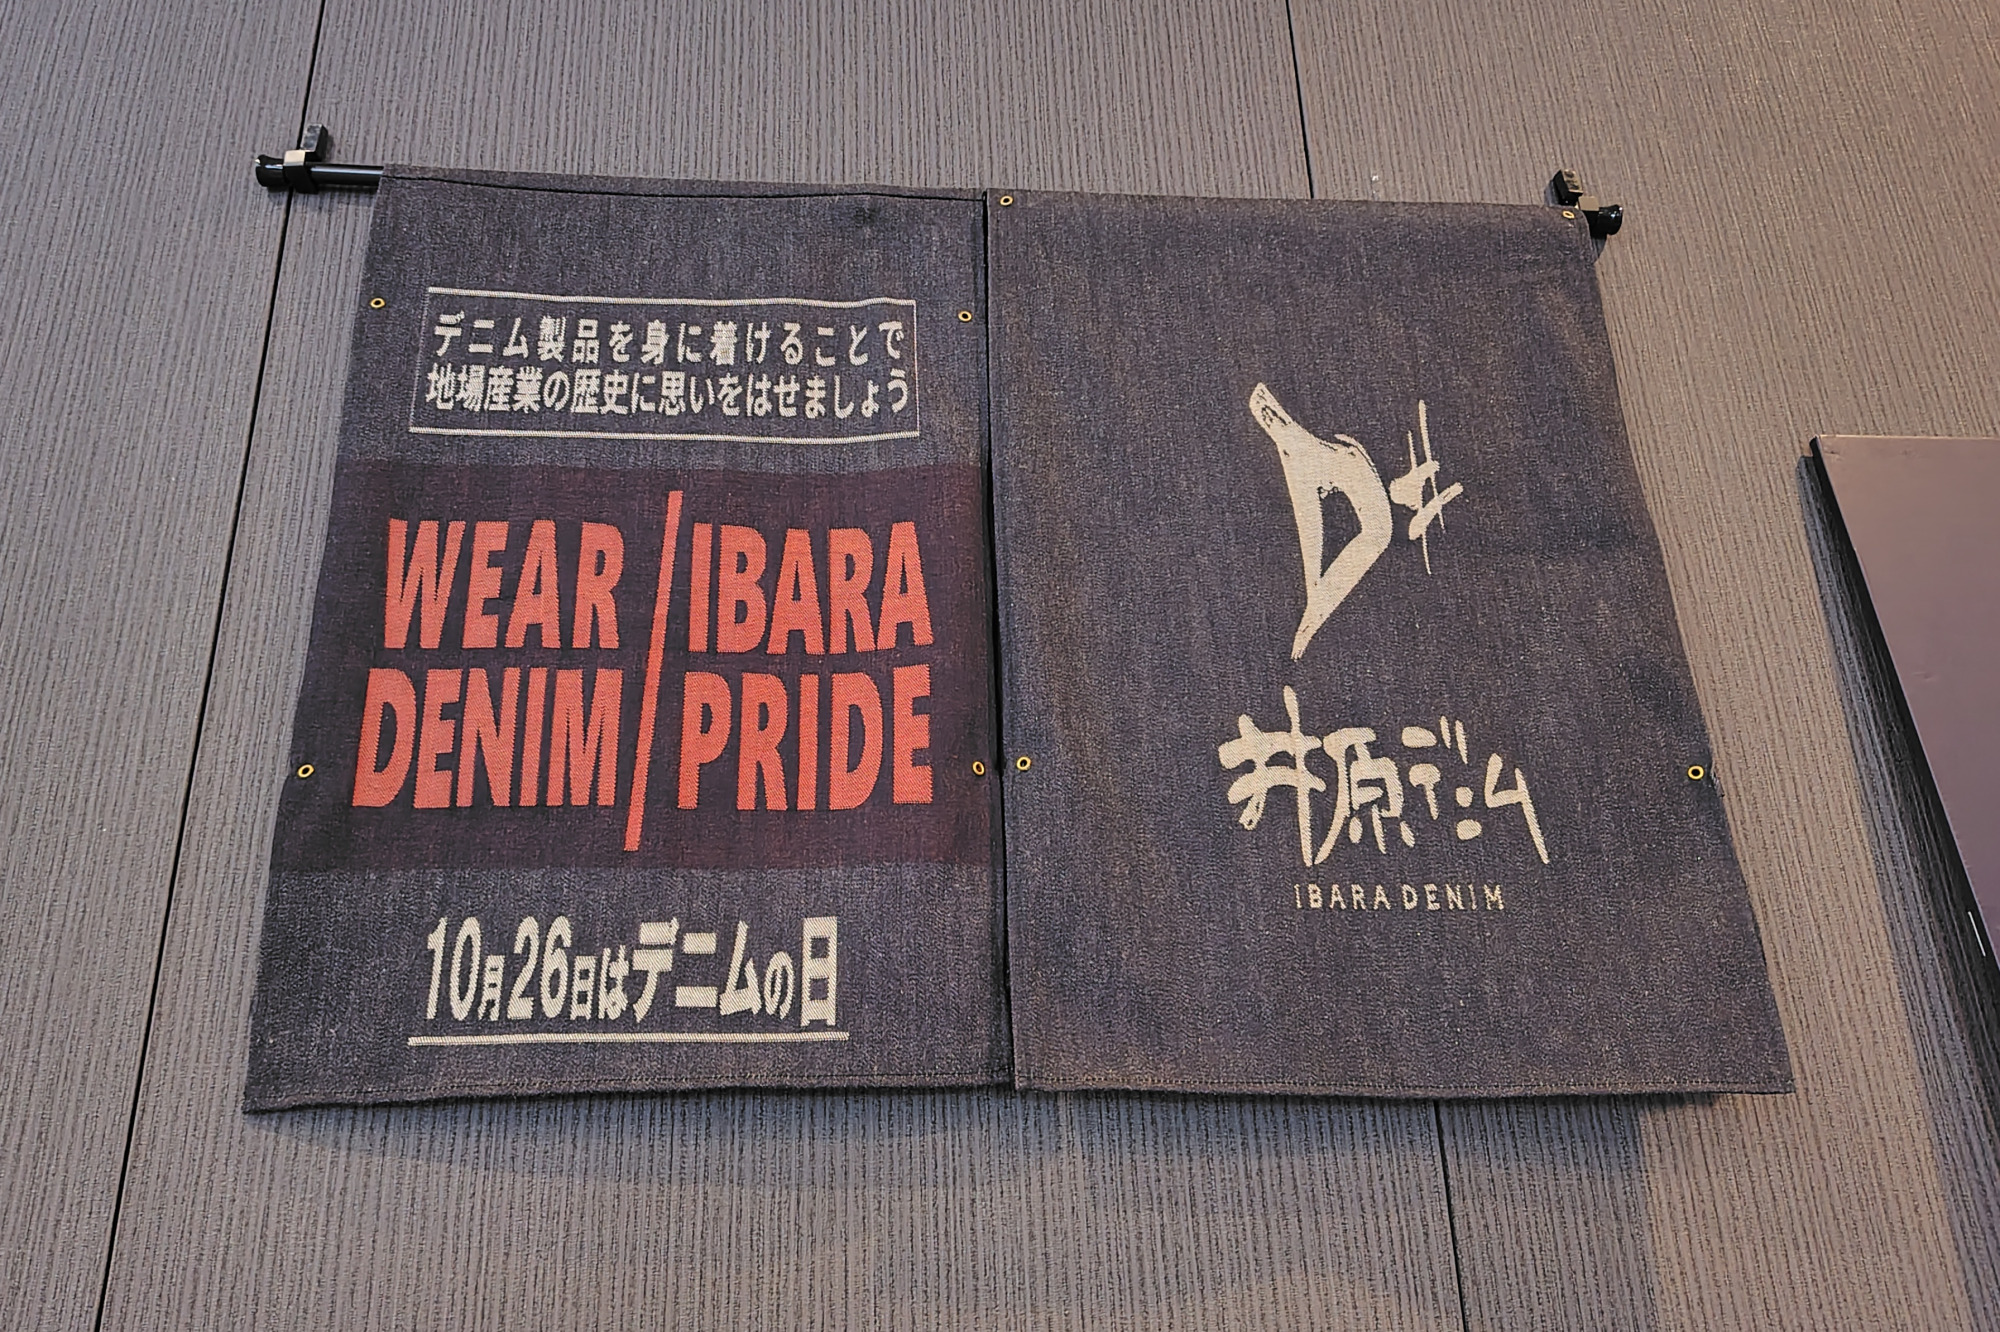 デニム製品を身に着けることで
地場産業の歴史に思いをはせましょう
WEAR/IBARA
DENIM/PRIDE
10月26日はデニムの日
D#
井原デニム
IBARA DENIM